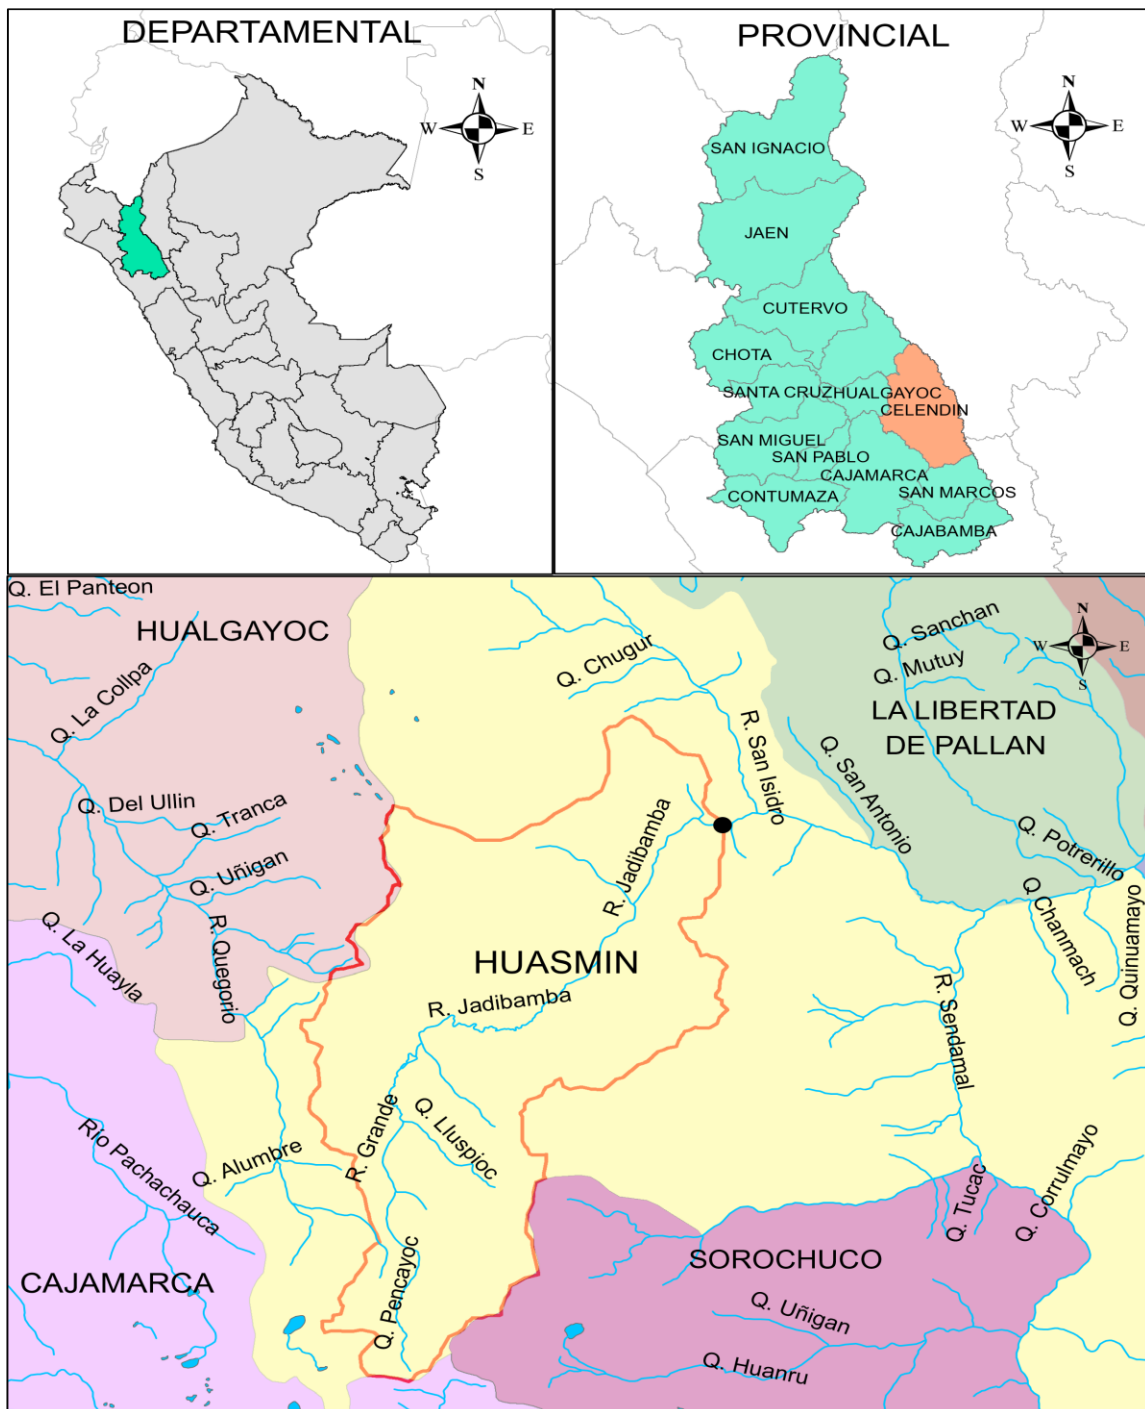 DEPARTAMENTAL
N
W
E
S
PROVINCIAL
N
W
E
S
SAN IGNACIO
JAEN
CUTERVO
CHOTA
SANTA CRUZ
HUALGAYOC
CELENDIN
SAN MIGUEL
SAN PABLO
CAJAMARCA
CONTUMAZA
SAN MARCOS
CAJABAMBA
Q. El Panteon
HUALGAYOC
Q. La Collpa
Q. Chugur
Q. Sanchan
Q. Mutuy
N
W
E
S
LA LIBERTAD
DE PALLAN
R. San Isidro
Q. San Antonio
Q. Del Ullin
Q. Tranca
Q. Uñigan
R. Jadibamba
Q. Potrerillo
Q. La Huayla
R. Quegorio
HUASMIN
Q Chanmach
Q. Quinuamayo
R. Jadibamba
R. Sendamal
R. Grande
Q. Lluspioc
Río Pachachauca
Q. Alumbre
Q. Tucac
Q. Corrulmayo
CAJAMARCA
Q. Pencayoc
SOROCHUCO
Q. Uñigan
Q. Huanru